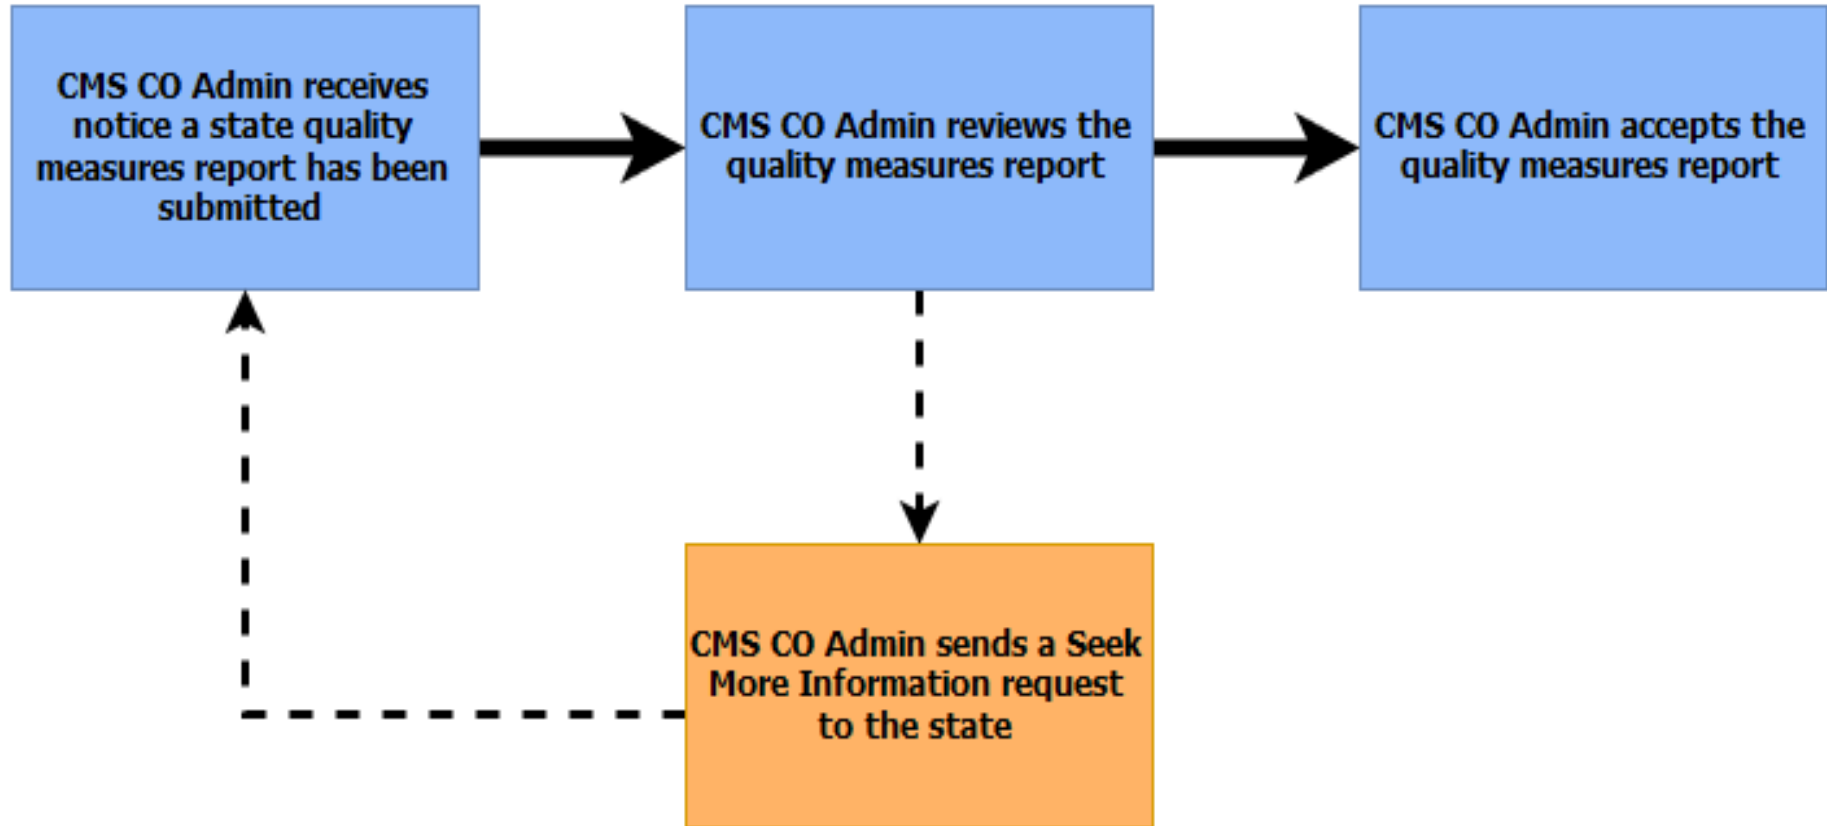 CMS CO Admin receives
notice a state quality
measures report has been
submitted
CMS CO Admin reviews the
quality measures report
CMS CO Admin accepts the
quality measures report
CMS CO Admin sends a Seek
More Information request
to the state